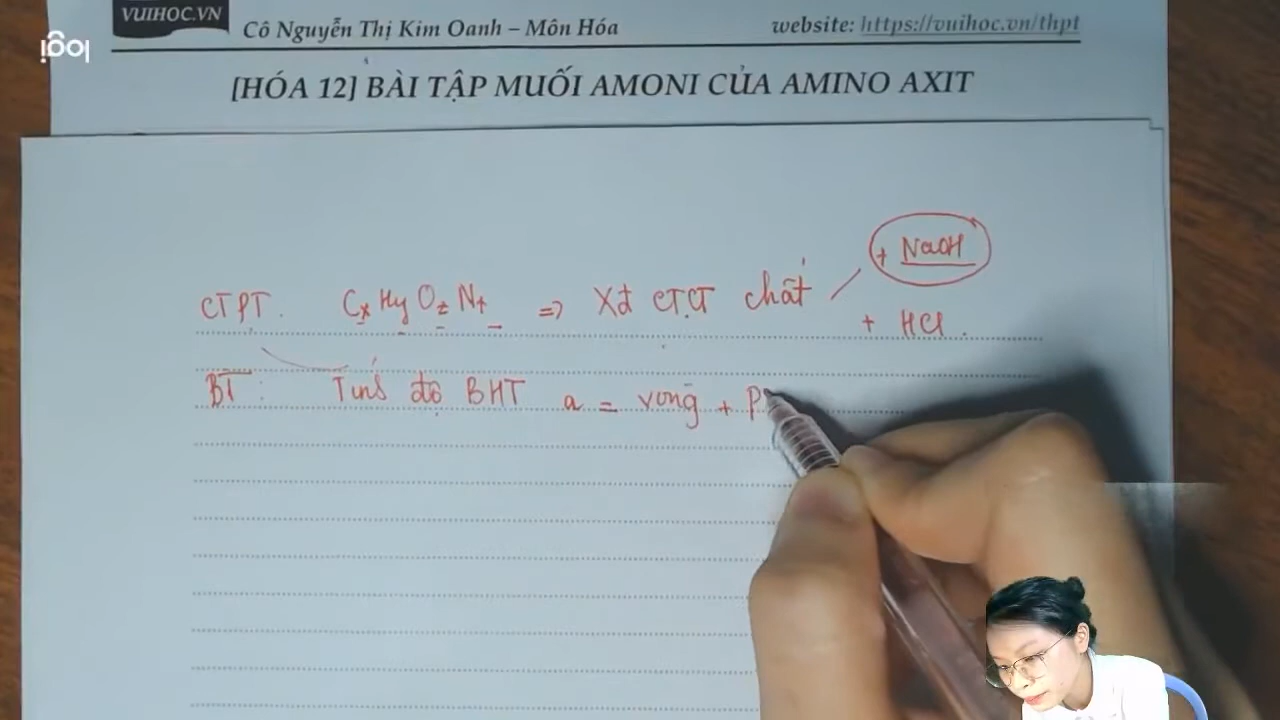 VUIHOC.VN
Cô Nguyễn Thị Kim Oanh – Môn Hóa
website: https://vuihoc.vn/thpt
logi
[HÓA 12] BÀI TẬP MUỐI AMONI CỦA AMINO AXIT
+ NaOH
CTPT. CxHyOzNt => Xđ CTCT chất
+ HCl.
BT: Tính độ BHT a = vòng + p